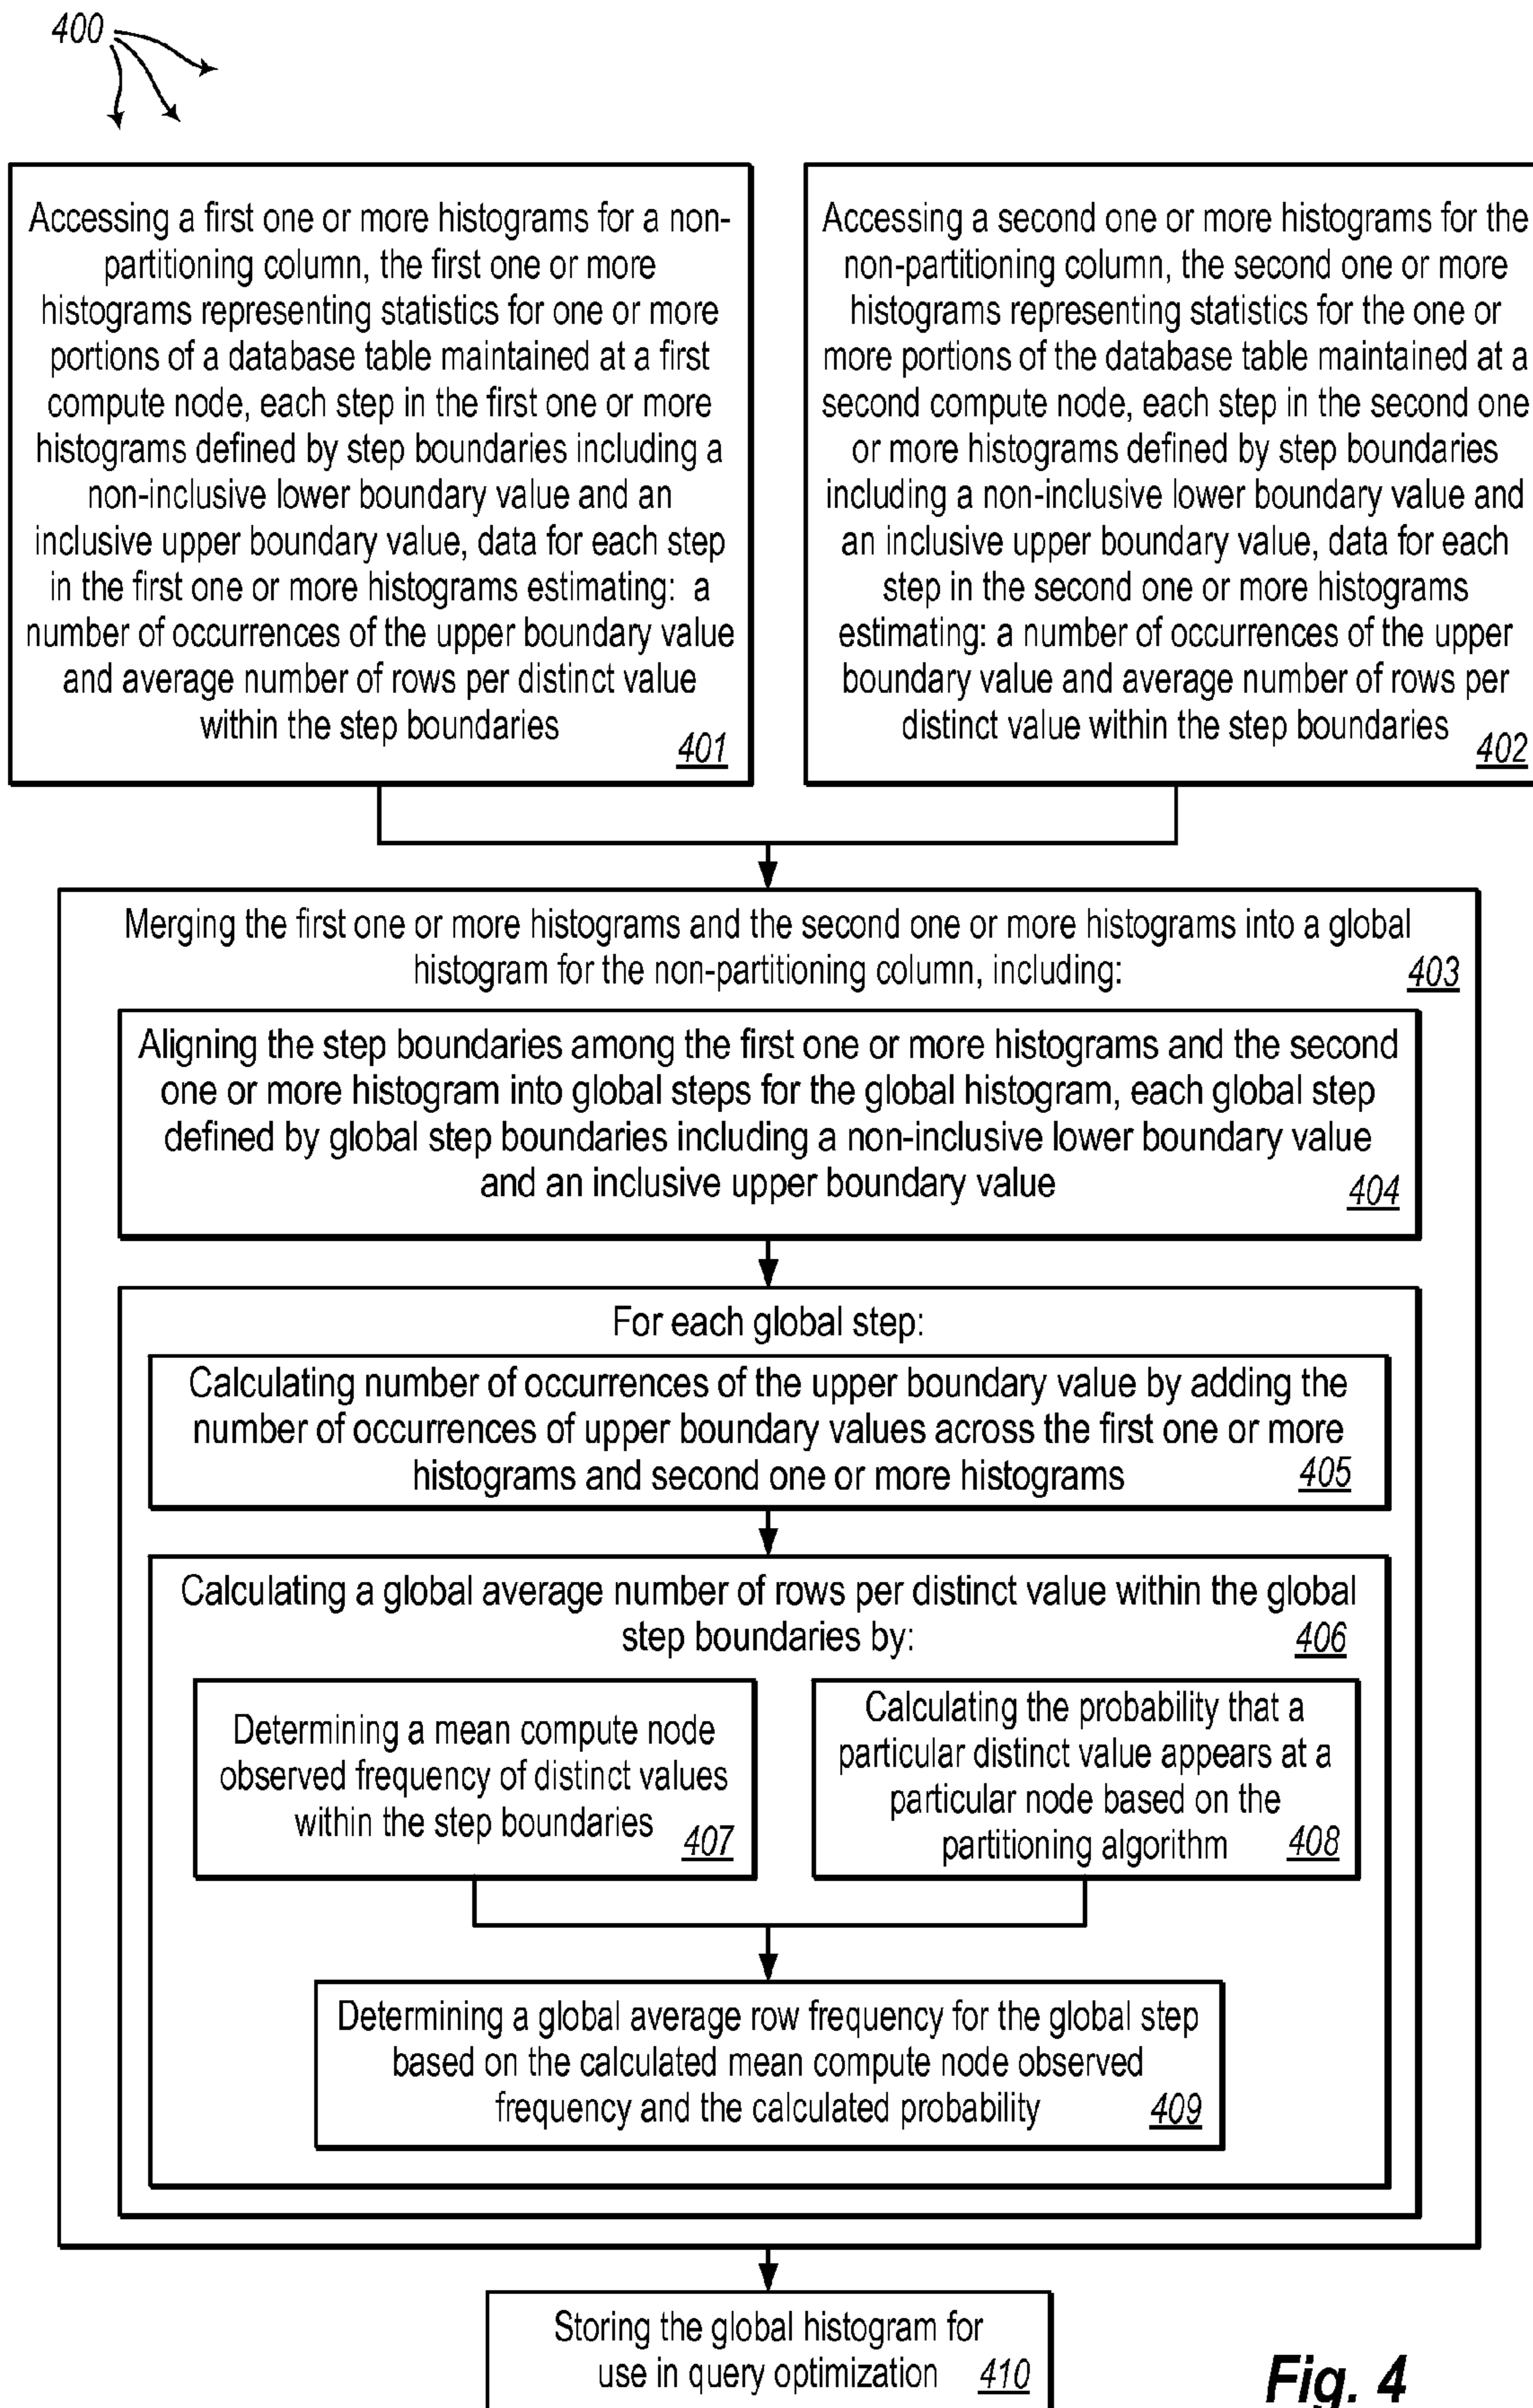 400
Accessing a first one or more histograms for a non-
partitioning column, the first one or more
histograms representing statistics for one or more
portions of a database table maintained at a first
compute node, each step in the first one or more
histograms defined by step boundaries including a
non-inclusive lower boundary value and an
inclusive upper boundary value, data for each step
in the first one or more histograms estimating: a
number of occurrences of the upper boundary value
and average number of rows per distinct value
within the step boundaries
401
Accessing a second one or more histograms for the
non-partitioning column, the second one or more
histograms representing statistics for the one or
more portions of the database table maintained at a
second compute node, each step in the second one
or more histograms defined by step boundaries
including a non-inclusive lower boundary value and
an inclusive upper boundary value, data for each
step in the second one or more histograms
estimating: a number of occurrences of the upper
boundary value and average number of rows per
distinct value within the step boundaries
402
Merging the first one or more histograms and the second one or more histograms into a global
histogram for the non-partitioning column, including:
403
Aligning the step boundaries among the first one or more histograms and the second
one or more histogram into global steps for the global histogram, each global step
defined by global step boundaries including a non-inclusive lower boundary value
and an inclusive upper boundary value
404
For each global step:
Calculating number of occurrences of the upper boundary value by adding the
number of occurrences of upper boundary values across the first one or more
histograms and second one or more histograms
405
Calculating a global average number of rows per distinct value within the global
step boundaries by:
406
Determining a mean compute node
observed frequency of distinct values
within the step boundaries
407
Calculating the probability that a
particular distinct value appears at a
particular node based on the
partitioning algorithm
408
Determining a global average row frequency for the global step
based on the calculated mean compute node observed
frequency and the calculated probability
409
Storing the global histogram for
use in query optimization
410
Fig. 4